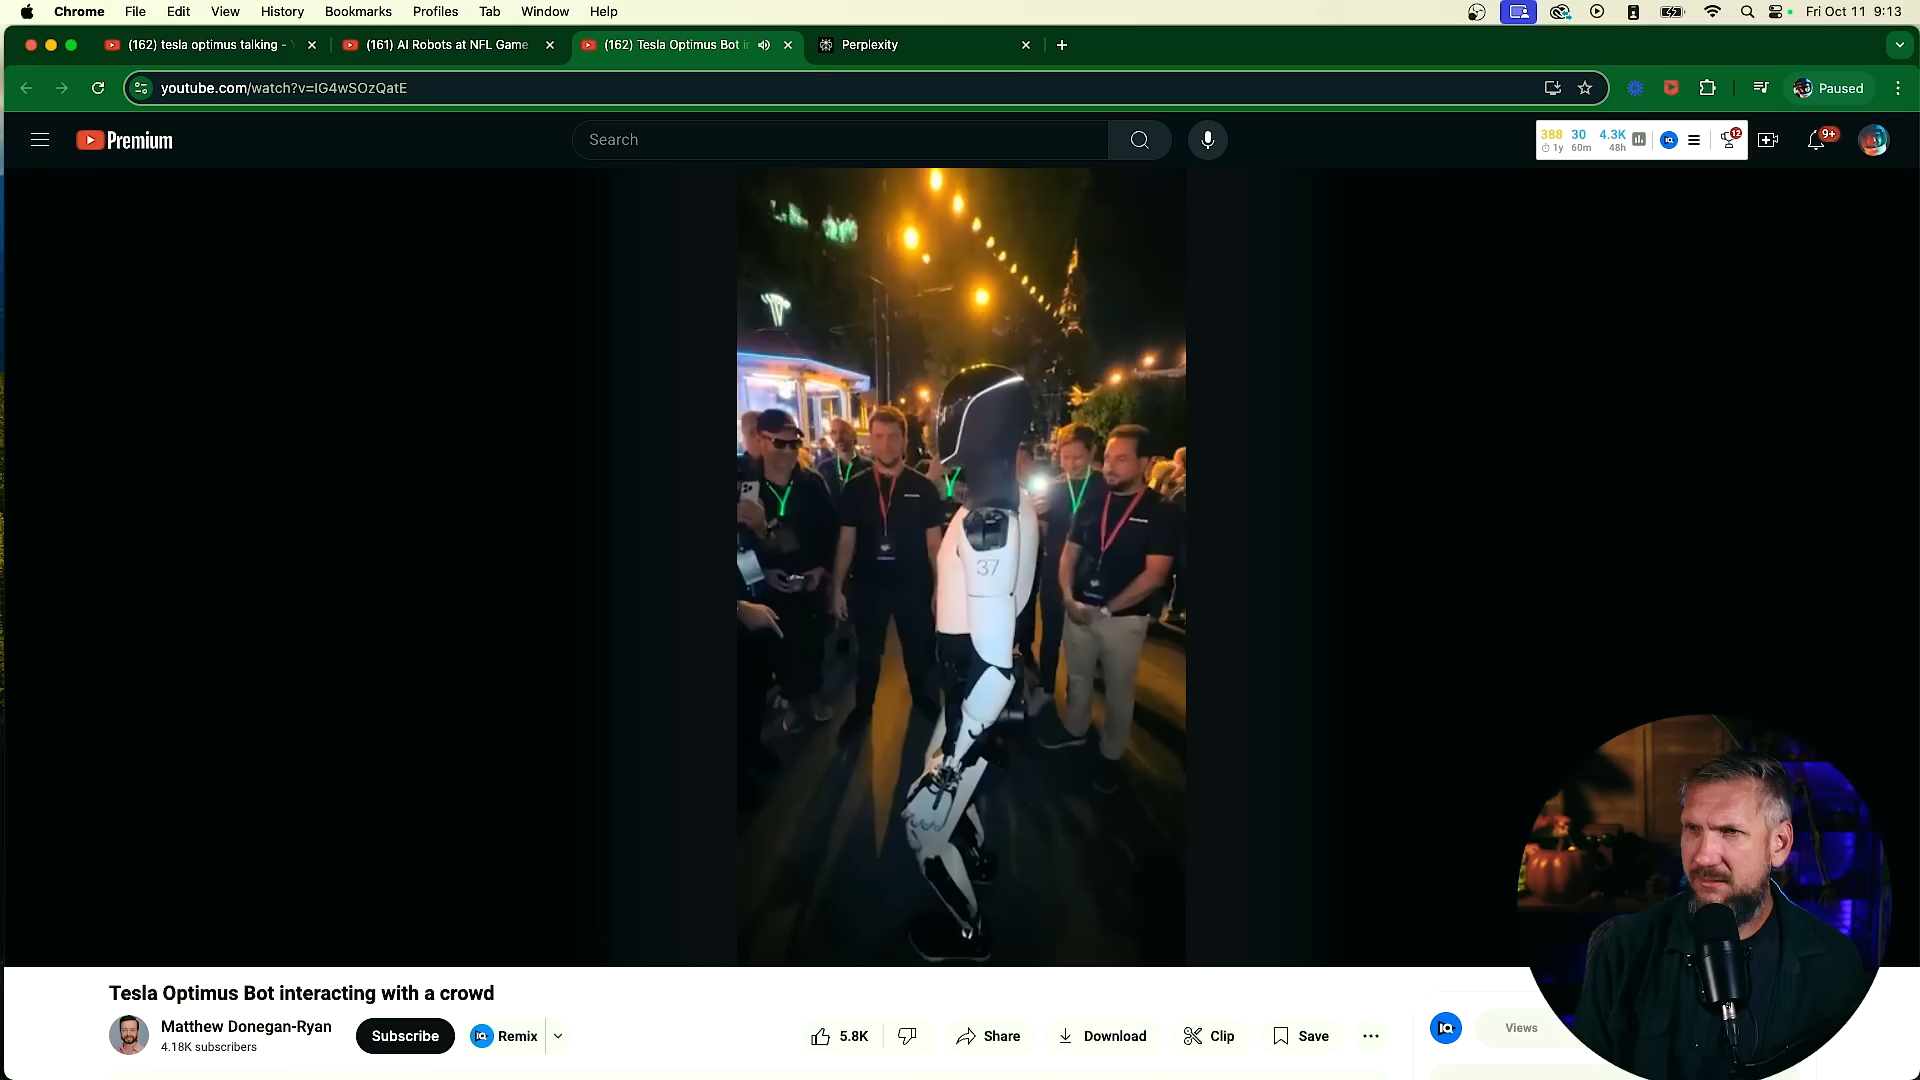 Chrome File Edit View History Bookmarks Profiles Tab Window Help Fri Oct 11 9:13
(162) tesla optimus talking - (161) AI Robots at NFL Game (162) Tesla Optimus Bot in Perplexity
youtube.com/watch?v=IG4wSOzQatE Paused
Premium Search 388 30 4.3K 12 9+
1y 60m 48h
37
Tesla Optimus Bot interacting with a crowd
Matthew Donegan-Ryan
4.18K subscribers
Subscribe Remix 5.8K Share Download Clip Save Views